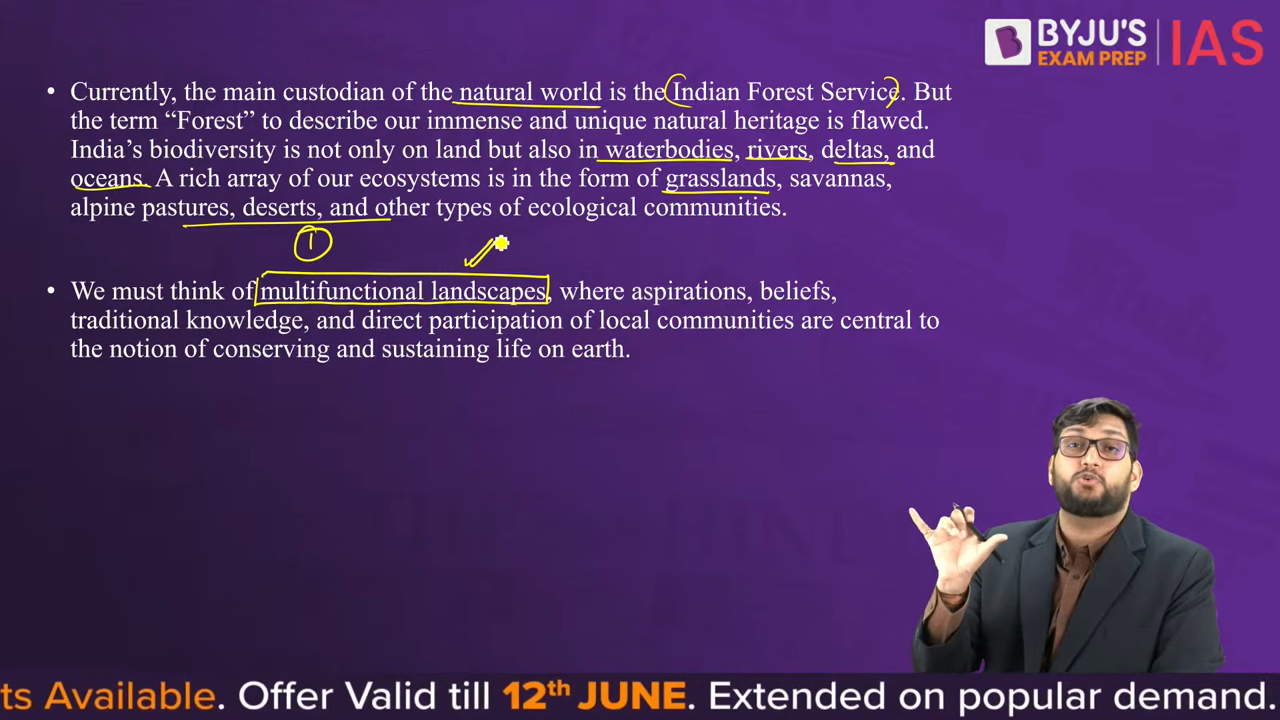 BYJU'S
EXAM PREP
IAS
• Currently, the main custodian of the natural world is the Indian Forest Service. But
the term “Forest” to describe our immense and unique natural heritage is flawed.
India’s biodiversity is not only on land but also in waterbodies, rivers, deltas, and
oceans. A rich array of our ecosystems is in the form of grasslands, savannas,
alpine pastures, deserts, and other types of ecological communities.
1
• We must think of multifunctional landscapes, where aspirations, beliefs,
traditional knowledge, and direct participation of local communities are central to
the notion of conserving and sustaining life on earth.
ts Available. Offer Valid till 12th JUNE. Extended on popular demand.